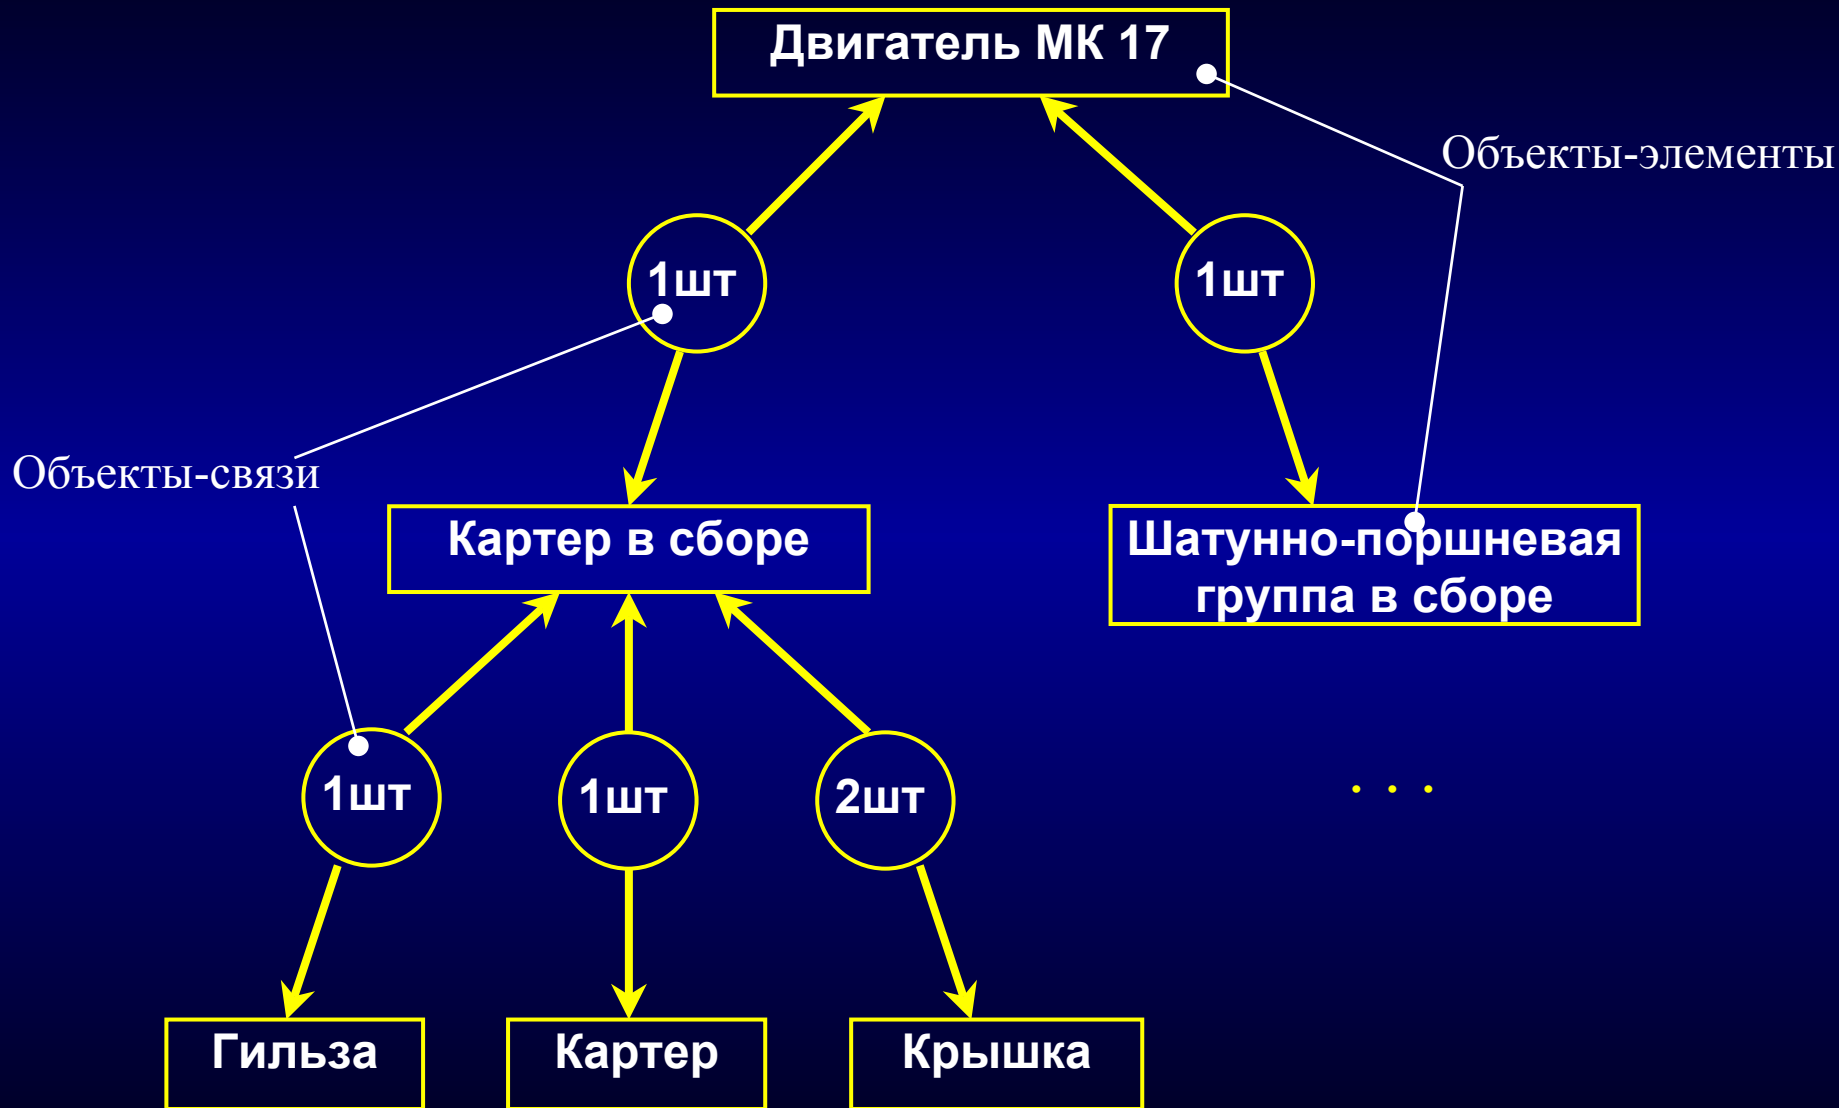 Двигатель МК 17
Объекты-элементы
1шт
1шт
Объекты-связи
Картер в сборе
Шатунно-поршневая
группа в сборе
1шт
1шт
2шт
. . .
Гильза
Картер
Крышка